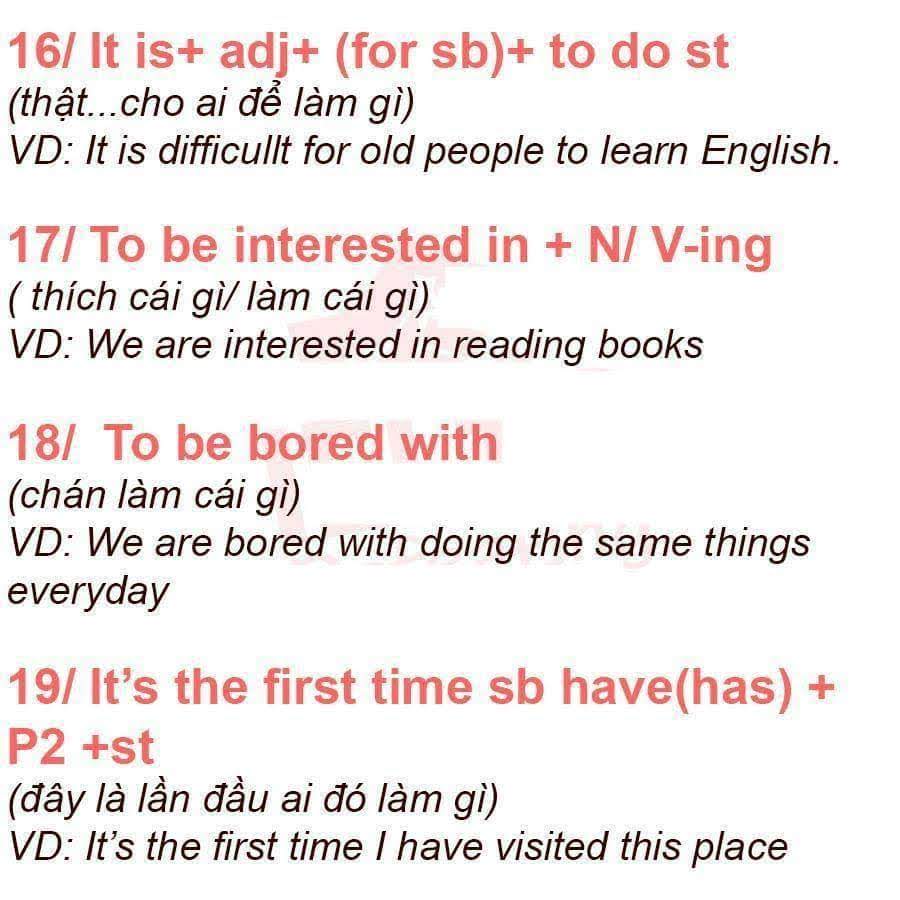 16/ It is+ adj+ (for sb)+ to do st
(thật...cho ai để làm gì)
VD: It is difficullt for old people to learn English.
17/ To be interested in + N/ V-ing
( thích cái gì/ làm cái gì)
VD: We are interested in reading books
18/  To be bored with
(chán làm cái gì)
VD: We are bored with doing the same things
everyday
19/ It’s the first time sb have(has) +
P2 +st
(đây là lần đầu ai đó làm gì)
VD: It’s the first time I have visited this place